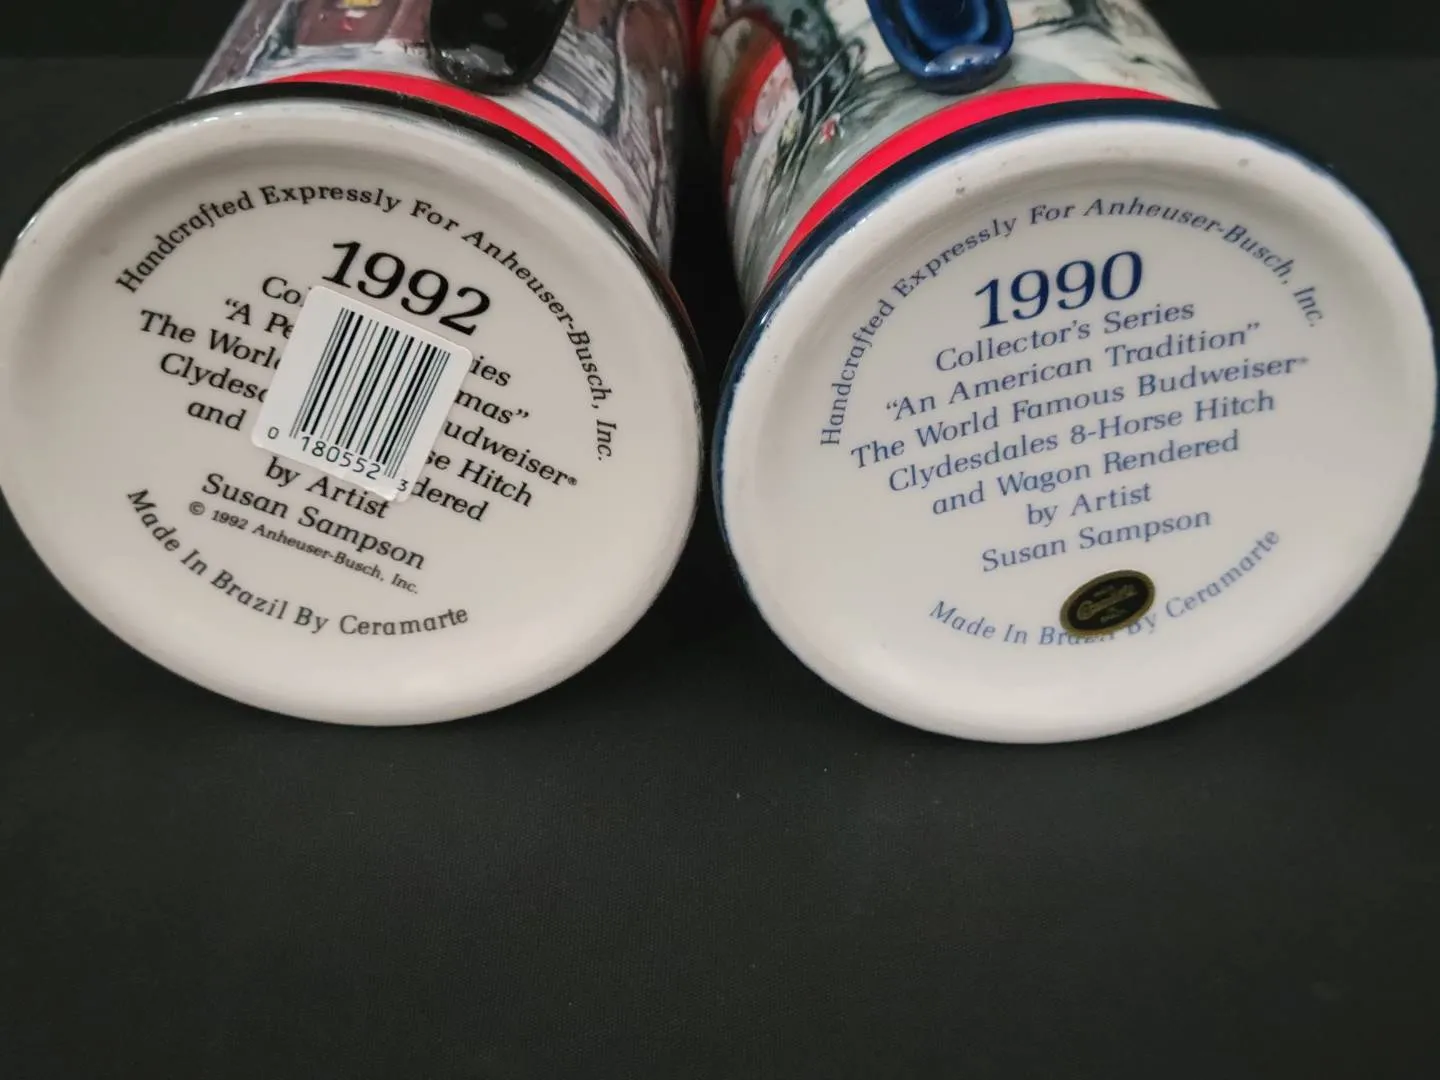 Handcrafted Expressly For Anheuser-Busch, Inc.
1992
Co ies
“A Pe mas”
The Worl udweiser®
Clydesd se Hitch
and dered
by Artist
Susan Sampson
© 1992 Anheuser-Busch, Inc.
Made In Brazil By Ceramarte
0 180552 3
Handcrafted Expressly For Anheuser-Busch, Inc.
1990
Collector's Series
“An American Tradition”
The World Famous Budweiser®
Clydesdales 8-Horse Hitch
and Wagon Rendered
by Artist
Susan Sampson
Made In Brazil By Ceramarte